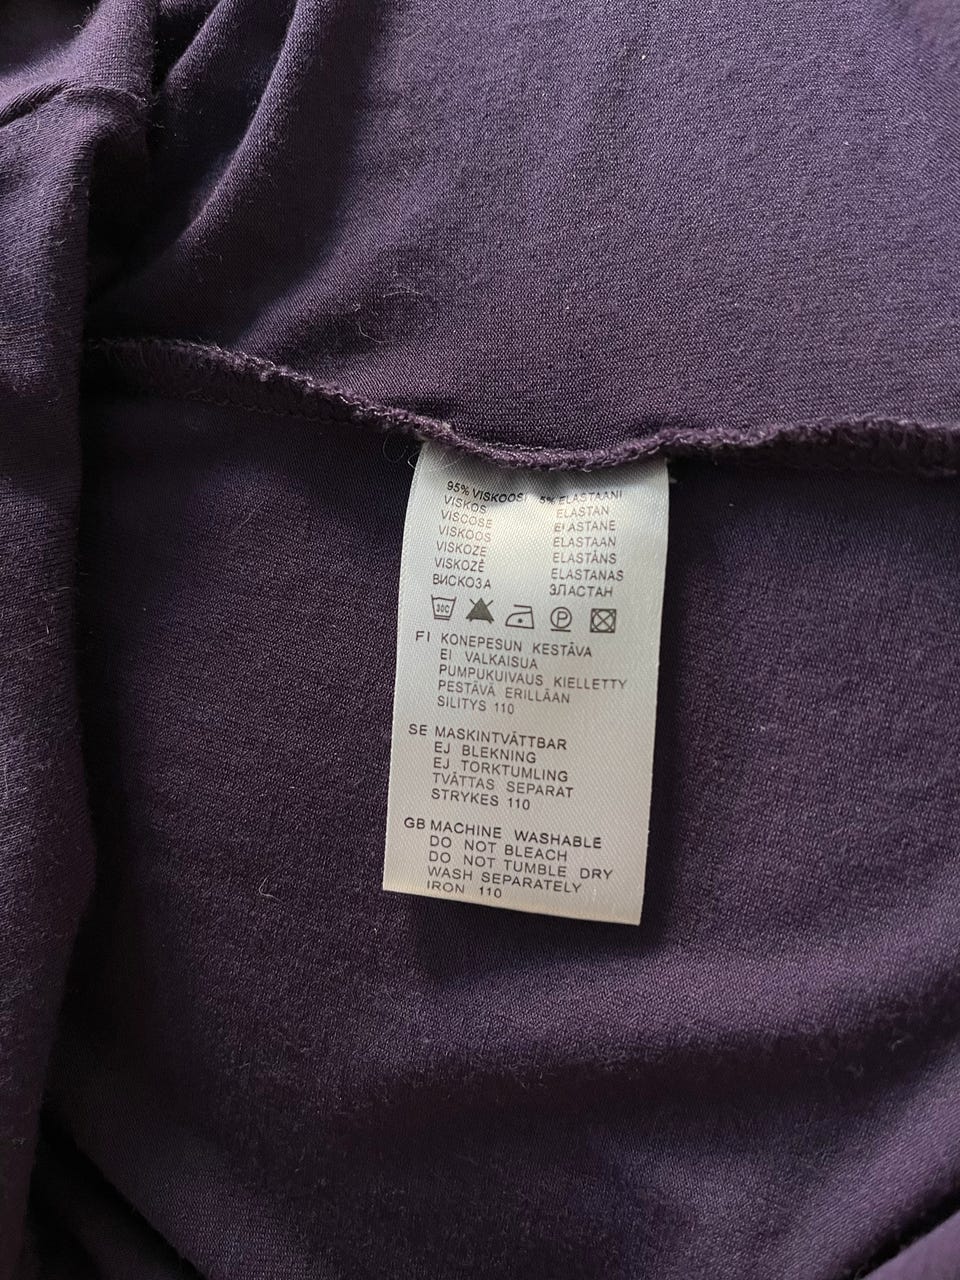 95% VISKOOSI 5% ELASTAANI
VISKOS ELASTAN
VISCOSE ELASTANE
VISKOOS ELASTAAN
VISKOZE ELASTĀNS
VISKOZĖ ELASTANAS
ВИСКОЗА ЭЛАСТАН
30C P
FI KONEPESUN KESTÄVÄ
EI VALKAISUA
PUMPUKUIVAUS KIELLETTY
PESTÄVÄ ERILLÄÄN
SILITYS 110
SE MASKINTVÄTTBAR
EJ BLEKNING
EJ TORKTUMLING
TVÄTTAS SEPARAT
STRYKES 110
GB MACHINE WASHABLE
DO NOT BLEACH
DO NOT TUMBLE DRY
WASH SEPARATELY
IRON 110